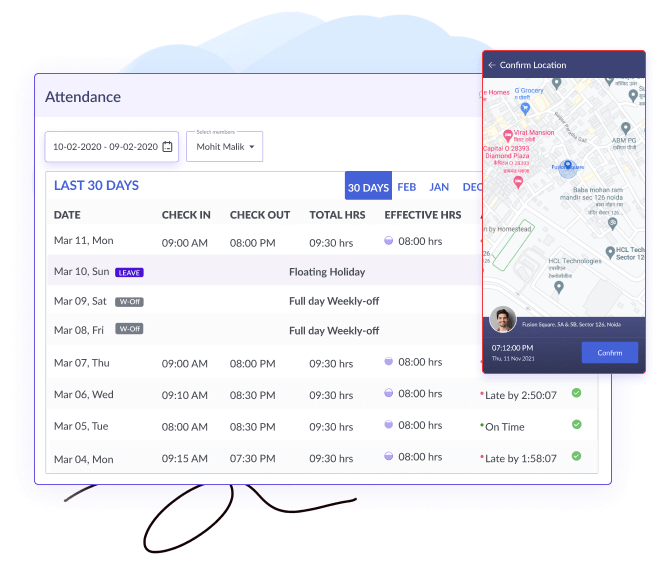 Attendance
10-02-2020 - 09-02-2020
Select members
Mohit Malik
LAST 30 DAYS
30 DAYS FEB JAN DEC
DATE CHECK IN CHECK OUT TOTAL HRS EFFECTIVE HRS
Mar 11, Mon 09:00 AM 08:00 PM 09:30 hrs 08:00 hrs
Mar 10, Sun LEAVE Floating Holiday
Mar 09, Sat W-Off Full day Weekly-off
Mar 08, Fri W-Off Full day Weekly-off
Mar 07, Thu 09:00 AM 08:00 PM 09:30 hrs 08:00 hrs
Mar 06, Wed 09:10 AM 08:30 PM 09:30 hrs 08:00 hrs Late by 2:50:07
Mar 05, Tue 08:00 AM 08:30 PM 09:30 hrs 08:00 hrs On Time
Mar 04, Mon 09:15 AM 07:30 PM 09:30 hrs 08:00 hrs Late by 1:58:07
← Confirm Location
Homes
G Grocery
Virat Mansion
Capital O 28393
Diamond Plaza
ABM PG
Fusion Square
Baba mohan ram
mandir sec 126 noida
by Homestead
HCL Tech
Sector 12
HCL Technologies
Fusion Square, 5A & 5B, Sector 126, Noida
07:12:00 PM
Thu, 11 Nov 2021
Confirm